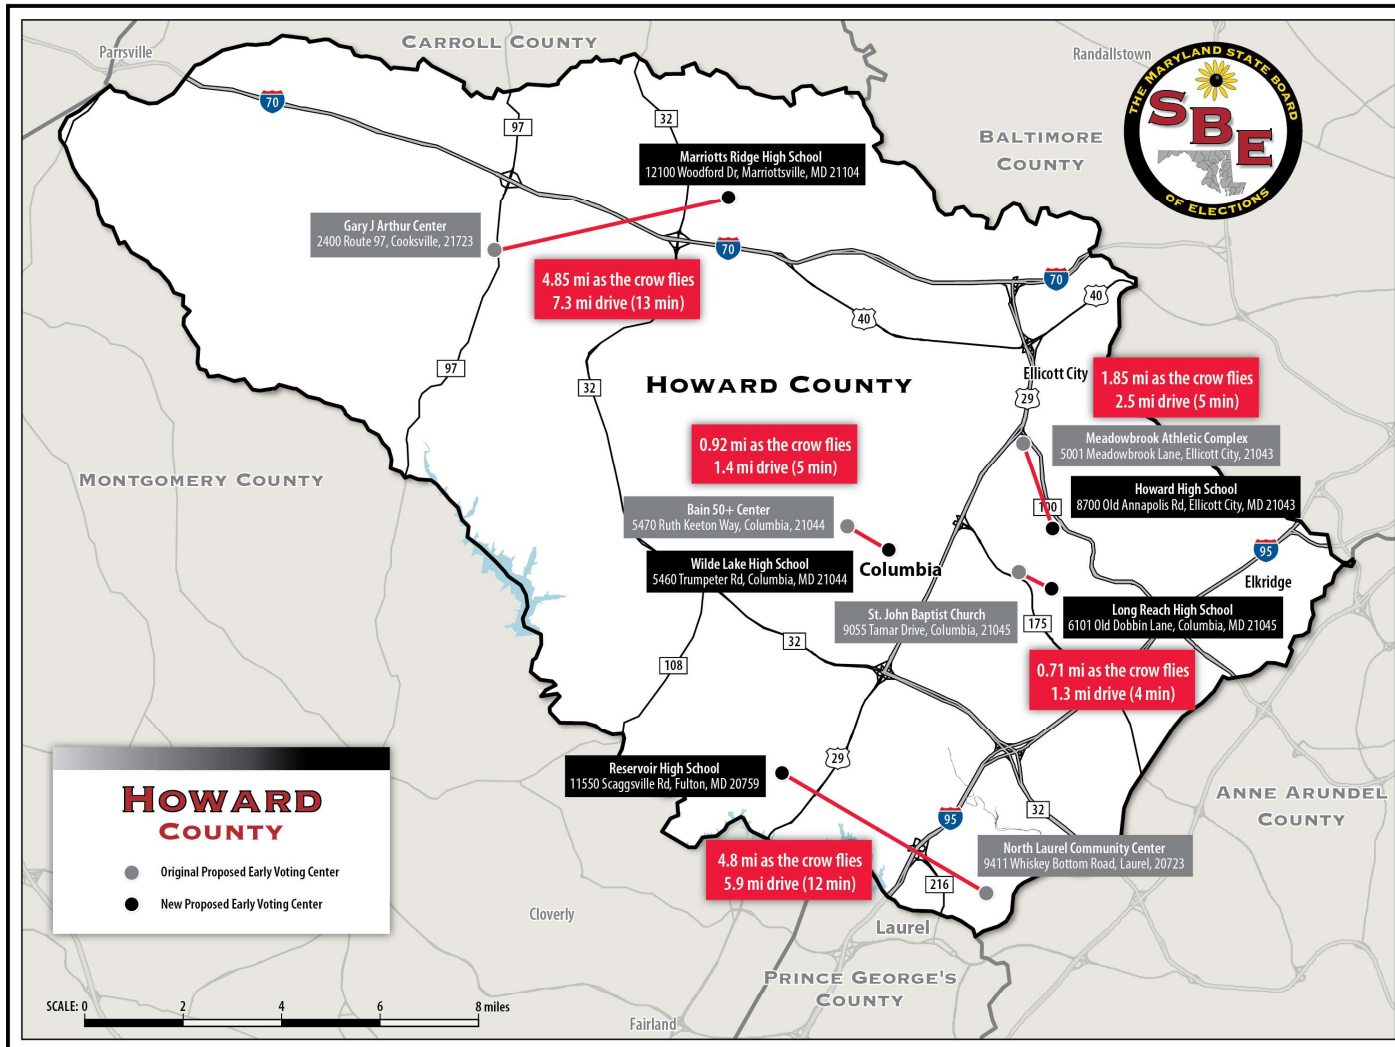 Parrsville
CARROLL COUNTY
Randallstown
THE MARYLAND STATE BOARD
SBE
OF ELECTIONS
BALTIMORE
COUNTY
70
97
32
Marriotts Ridge High School
12100 Woodford Dr, Marriottsville, MD 21104
Gary J Arthur Center
2400 Route 97, Cooksville, 21723
70
70
4.85 mi as the crow flies
7.3 mi drive (13 min)
40
40
97
32
HOWARD COUNTY
Ellicott City
29
1.85 mi as the crow flies
2.5 mi drive (5 min)
0.92 mi as the crow flies
1.4 mi drive (5 min)
Meadowbrook Athletic Complex
5001 Meadowbrook Lane, Ellicott City, 21043
MONTGOMERY COUNTY
Howard High School
8700 Old Annapolis Rd, Ellicott City, MD 21043
100
Bain 50+ Center
5470 Ruth Keeton Way, Columbia, 21044
95
Wilde Lake High School
5460 Trumpeter Rd, Columbia, MD 21044
Columbia
Elkridge
St. John Baptist Church
9055 Tamar Drive, Columbia, 21045
175
Long Reach High School
6101 Old Dobbin Lane, Columbia, MD 21045
32
108
0.71 mi as the crow flies
1.3 mi drive (4 min)
29
Reservoir High School
11550 Scaggsville Rd, Fulton, MD 20759
95
32
ANNE ARUNDEL
COUNTY
4.8 mi as the crow flies
5.9 mi drive (12 min)
North Laurel Community Center
9411 Whiskey Bottom Road, Laurel, 20723
216
HOWARD
COUNTY
Original Proposed Early Voting Center
New Proposed Early Voting Center
Cloverly
Laurel
PRINCE GEORGE'S
COUNTY
Fairland
SCALE: 0 2 4 6 8 miles